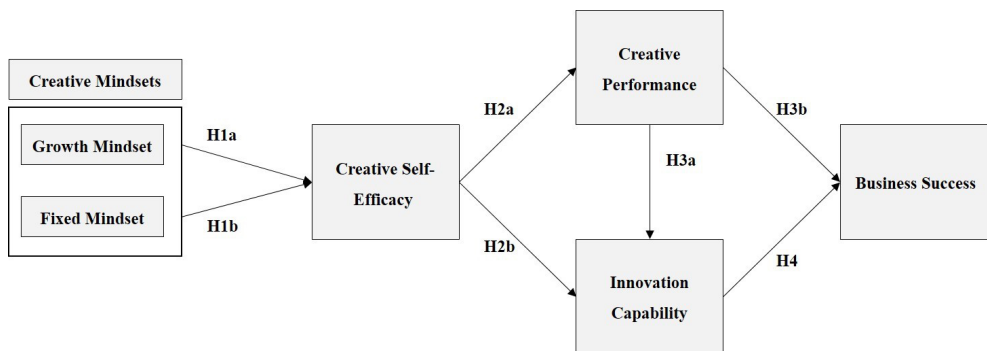 Creative Mindsets
Growth Mindset
Fixed Mindset
H1a
H1b
Creative Self-
Efficacy
H2a
H2b
Creative
Performance
H3a
Innovation
Capability
H3b
H4
Business Success